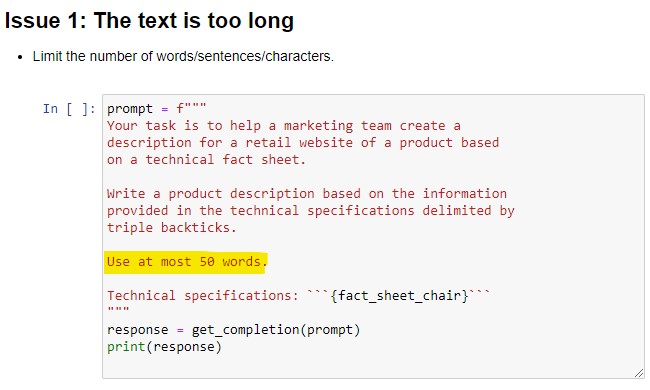 Issue 1: The text is too long
• Limit the number of words/sentences/characters.
In [ ]: prompt = f"""
Your task is to help a marketing team create a
description for a retail website of a product based
on a technical fact sheet.
Write a product description based on the information
provided in the technical specifications delimited by
triple backticks.
Use at most 50 words.
Technical specifications: ```{fact_sheet_chair}```
"""
response = get_completion(prompt)
print(response)